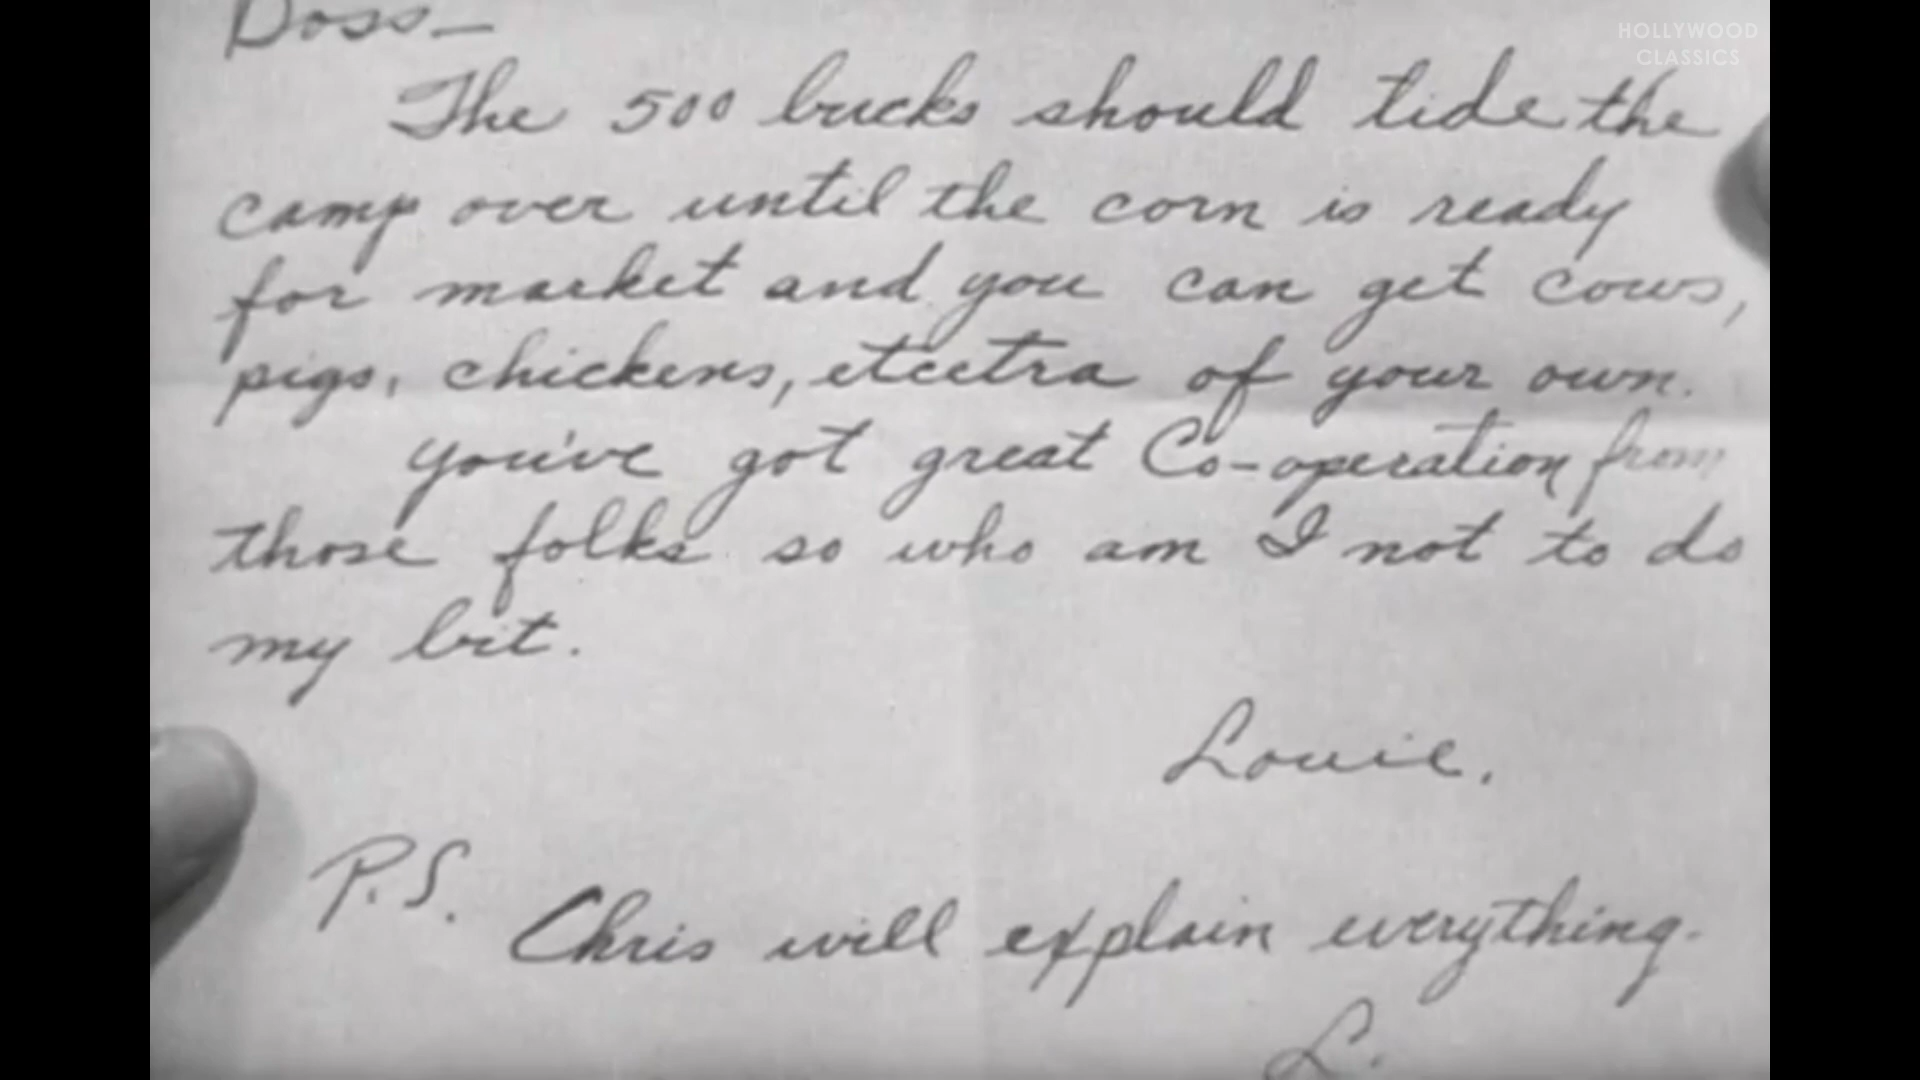 HOLLYWOOD
CLASSICS
Boss—
The 500 bucks should tide the
camp over until the corn is ready
for market and you can get cows,
pigs, chickens, etcetra of your own.
You've got great Co-operation from
those folks so who am I not to do
my bit.
Louie.
P.S. Chris will explain everything.
L.